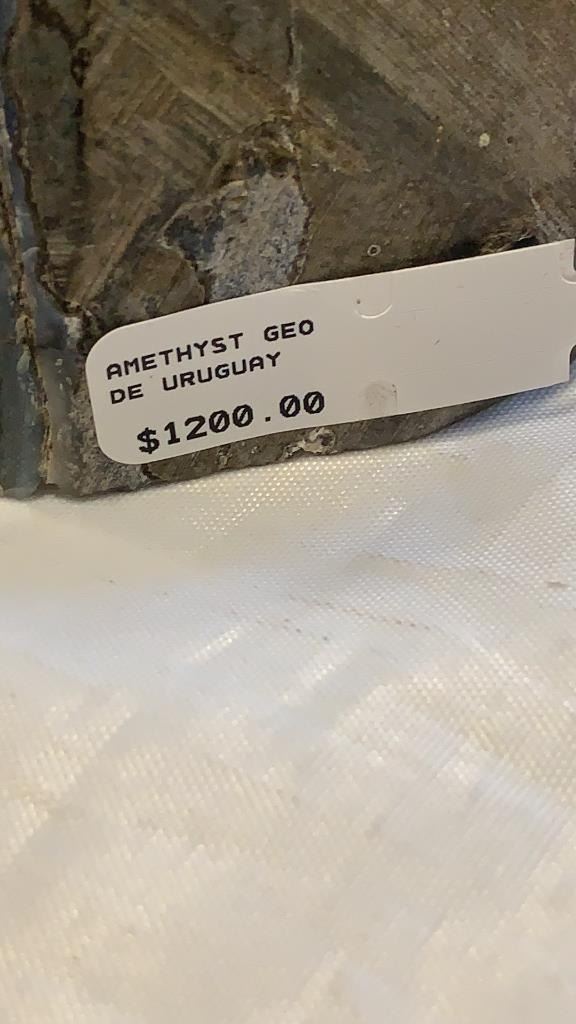 AMETHYST GEO
DE URUGUAY
$1200.00